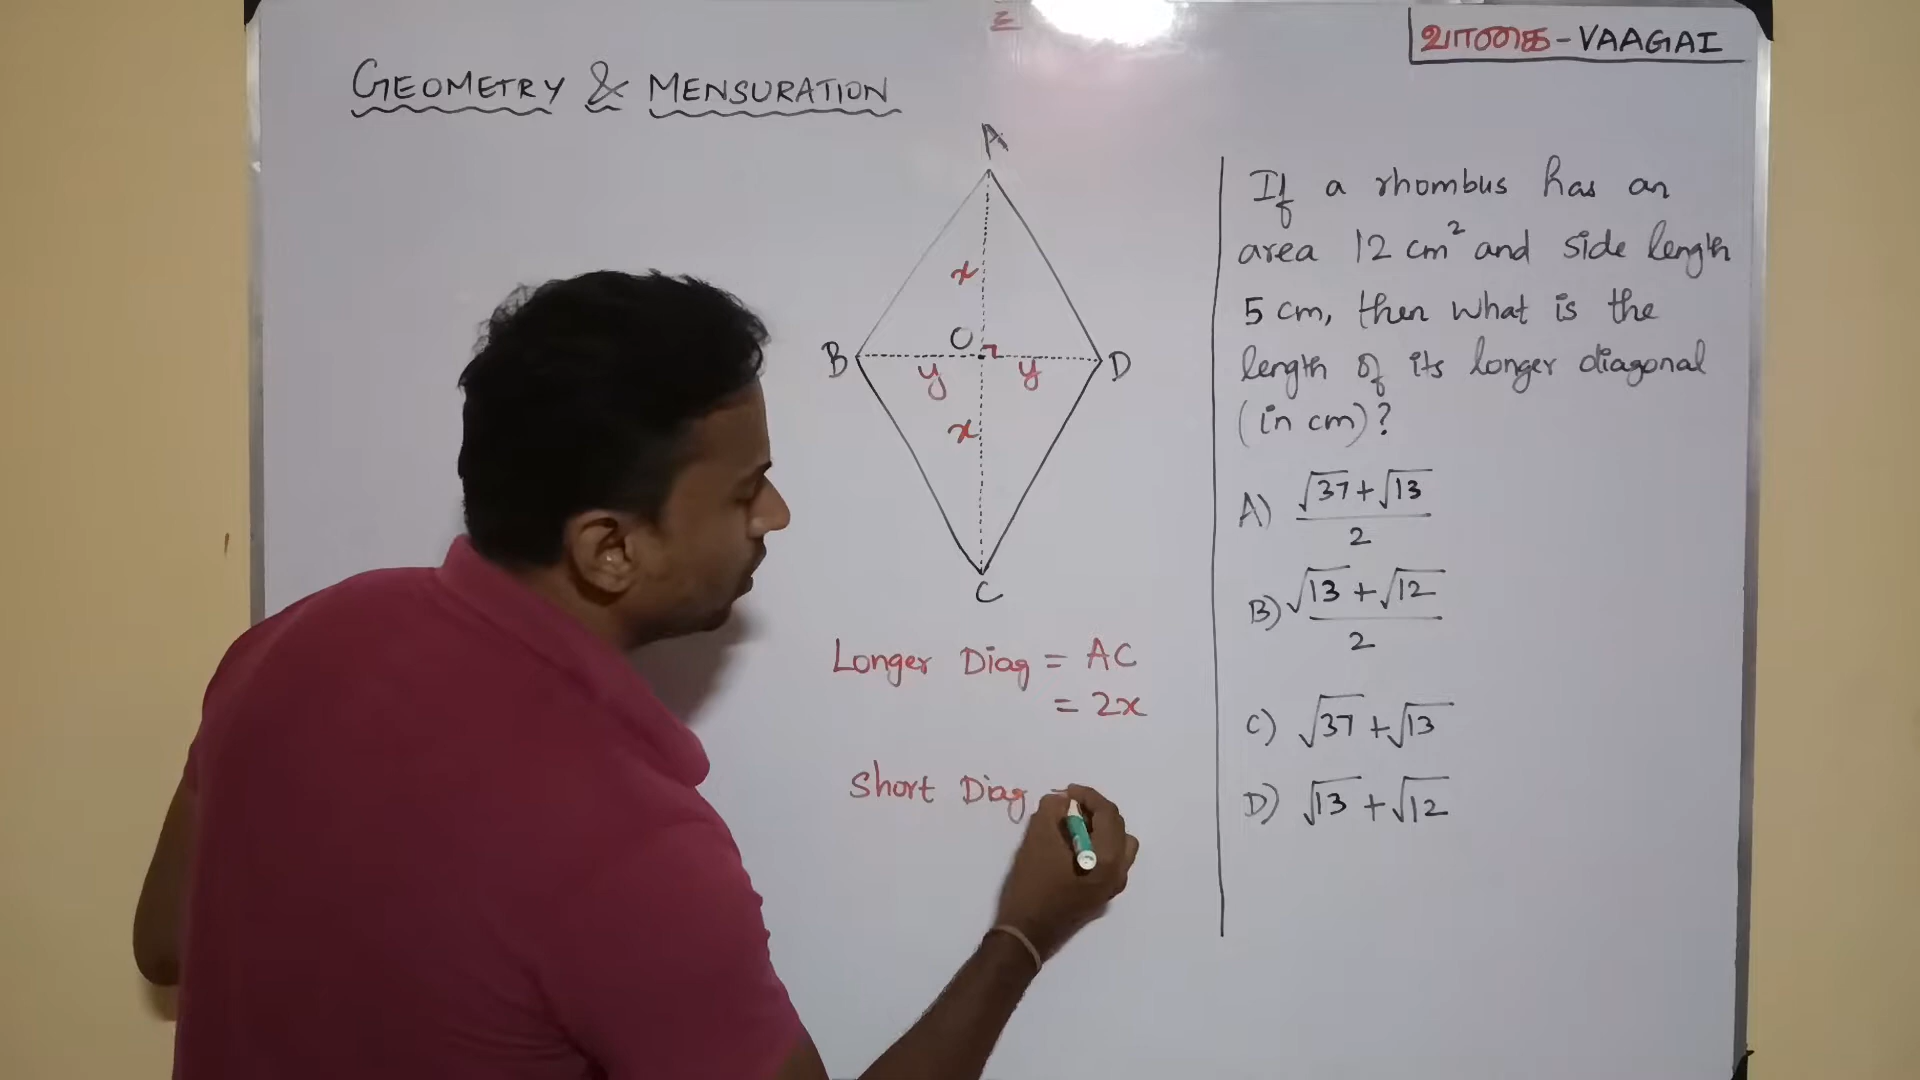 வாகை - VAAGAI
GEOMETRY & MENSURATION
A
x
B
O
D
y
y
x
C
Longer Diag = AC
= 2x
Short Diag =
If a rhombus has an
area 12 cm² and side length
5 cm, then what is the
length of its longer diagonal
(in cm)?
A) (√37 + √13) / 2
B) (√13 + √12) / 2
C) √37 + √13
D) √13 + √12